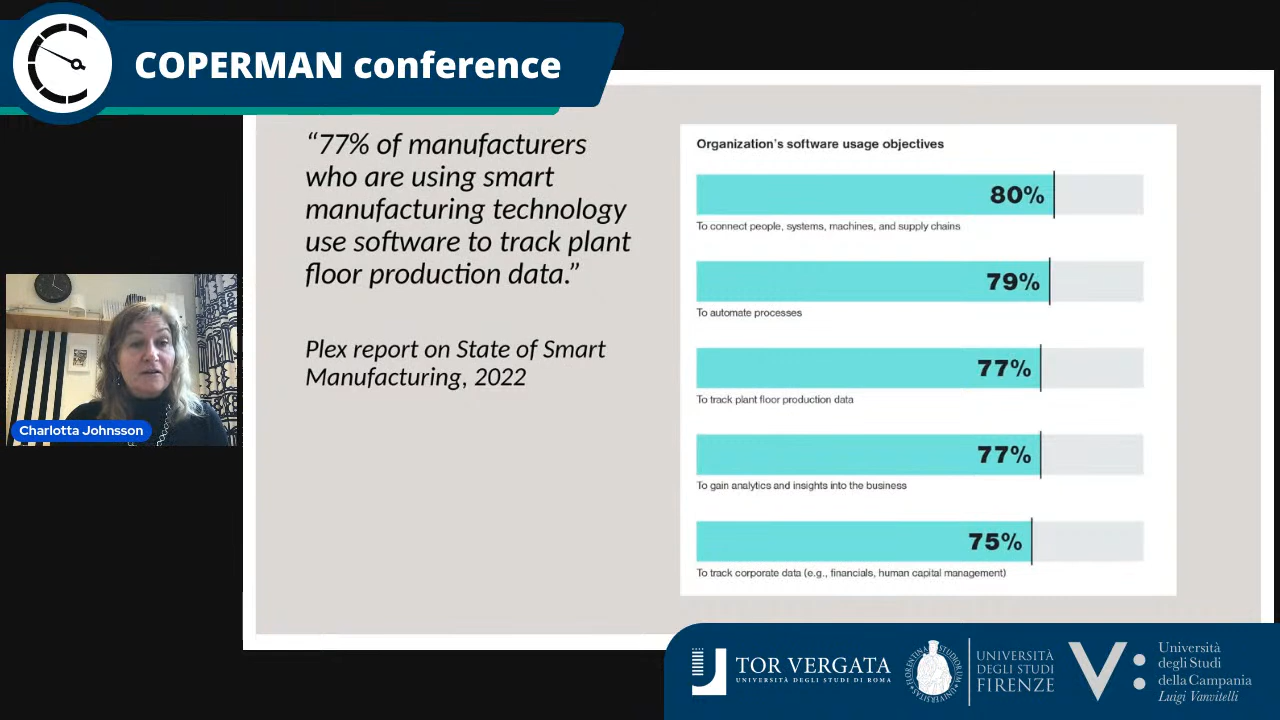 COPERMAN conference
“77% of manufacturers
who are using smart
manufacturing technology
use software to track plant
floor production data.”
Plex report on State of Smart
Manufacturing, 2022
Organization's software usage objectives
80%
To connect people, systems, machines, and supply chains
79%
To automate processes
77%
To track plant floor production data
77%
To gain analytics and insights into the business
75%
To track corporate data (e.g., financials, human capital management)
Charlotta Johnsson
TOR VERGATA
UNIVERSITÀ DEGLI STUDI DI ROMA
FLORENTINA STUDIORUM UNIVERSITAS
UNIVERSITÀ
DEGLI STUDI
FIRENZE
V:
Università
degli Studi
della Campania
Luigi Vanvitelli